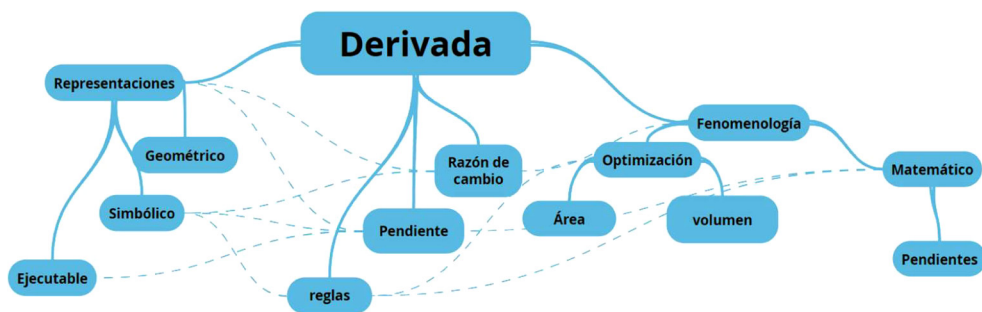 Derivada
Representaciones
Fenomenología
Geométrico
Razón de
cambio
Optimización
Matemático
Simbólico
Pendiente
Área
volumen
Ejecutable
reglas
Pendientes